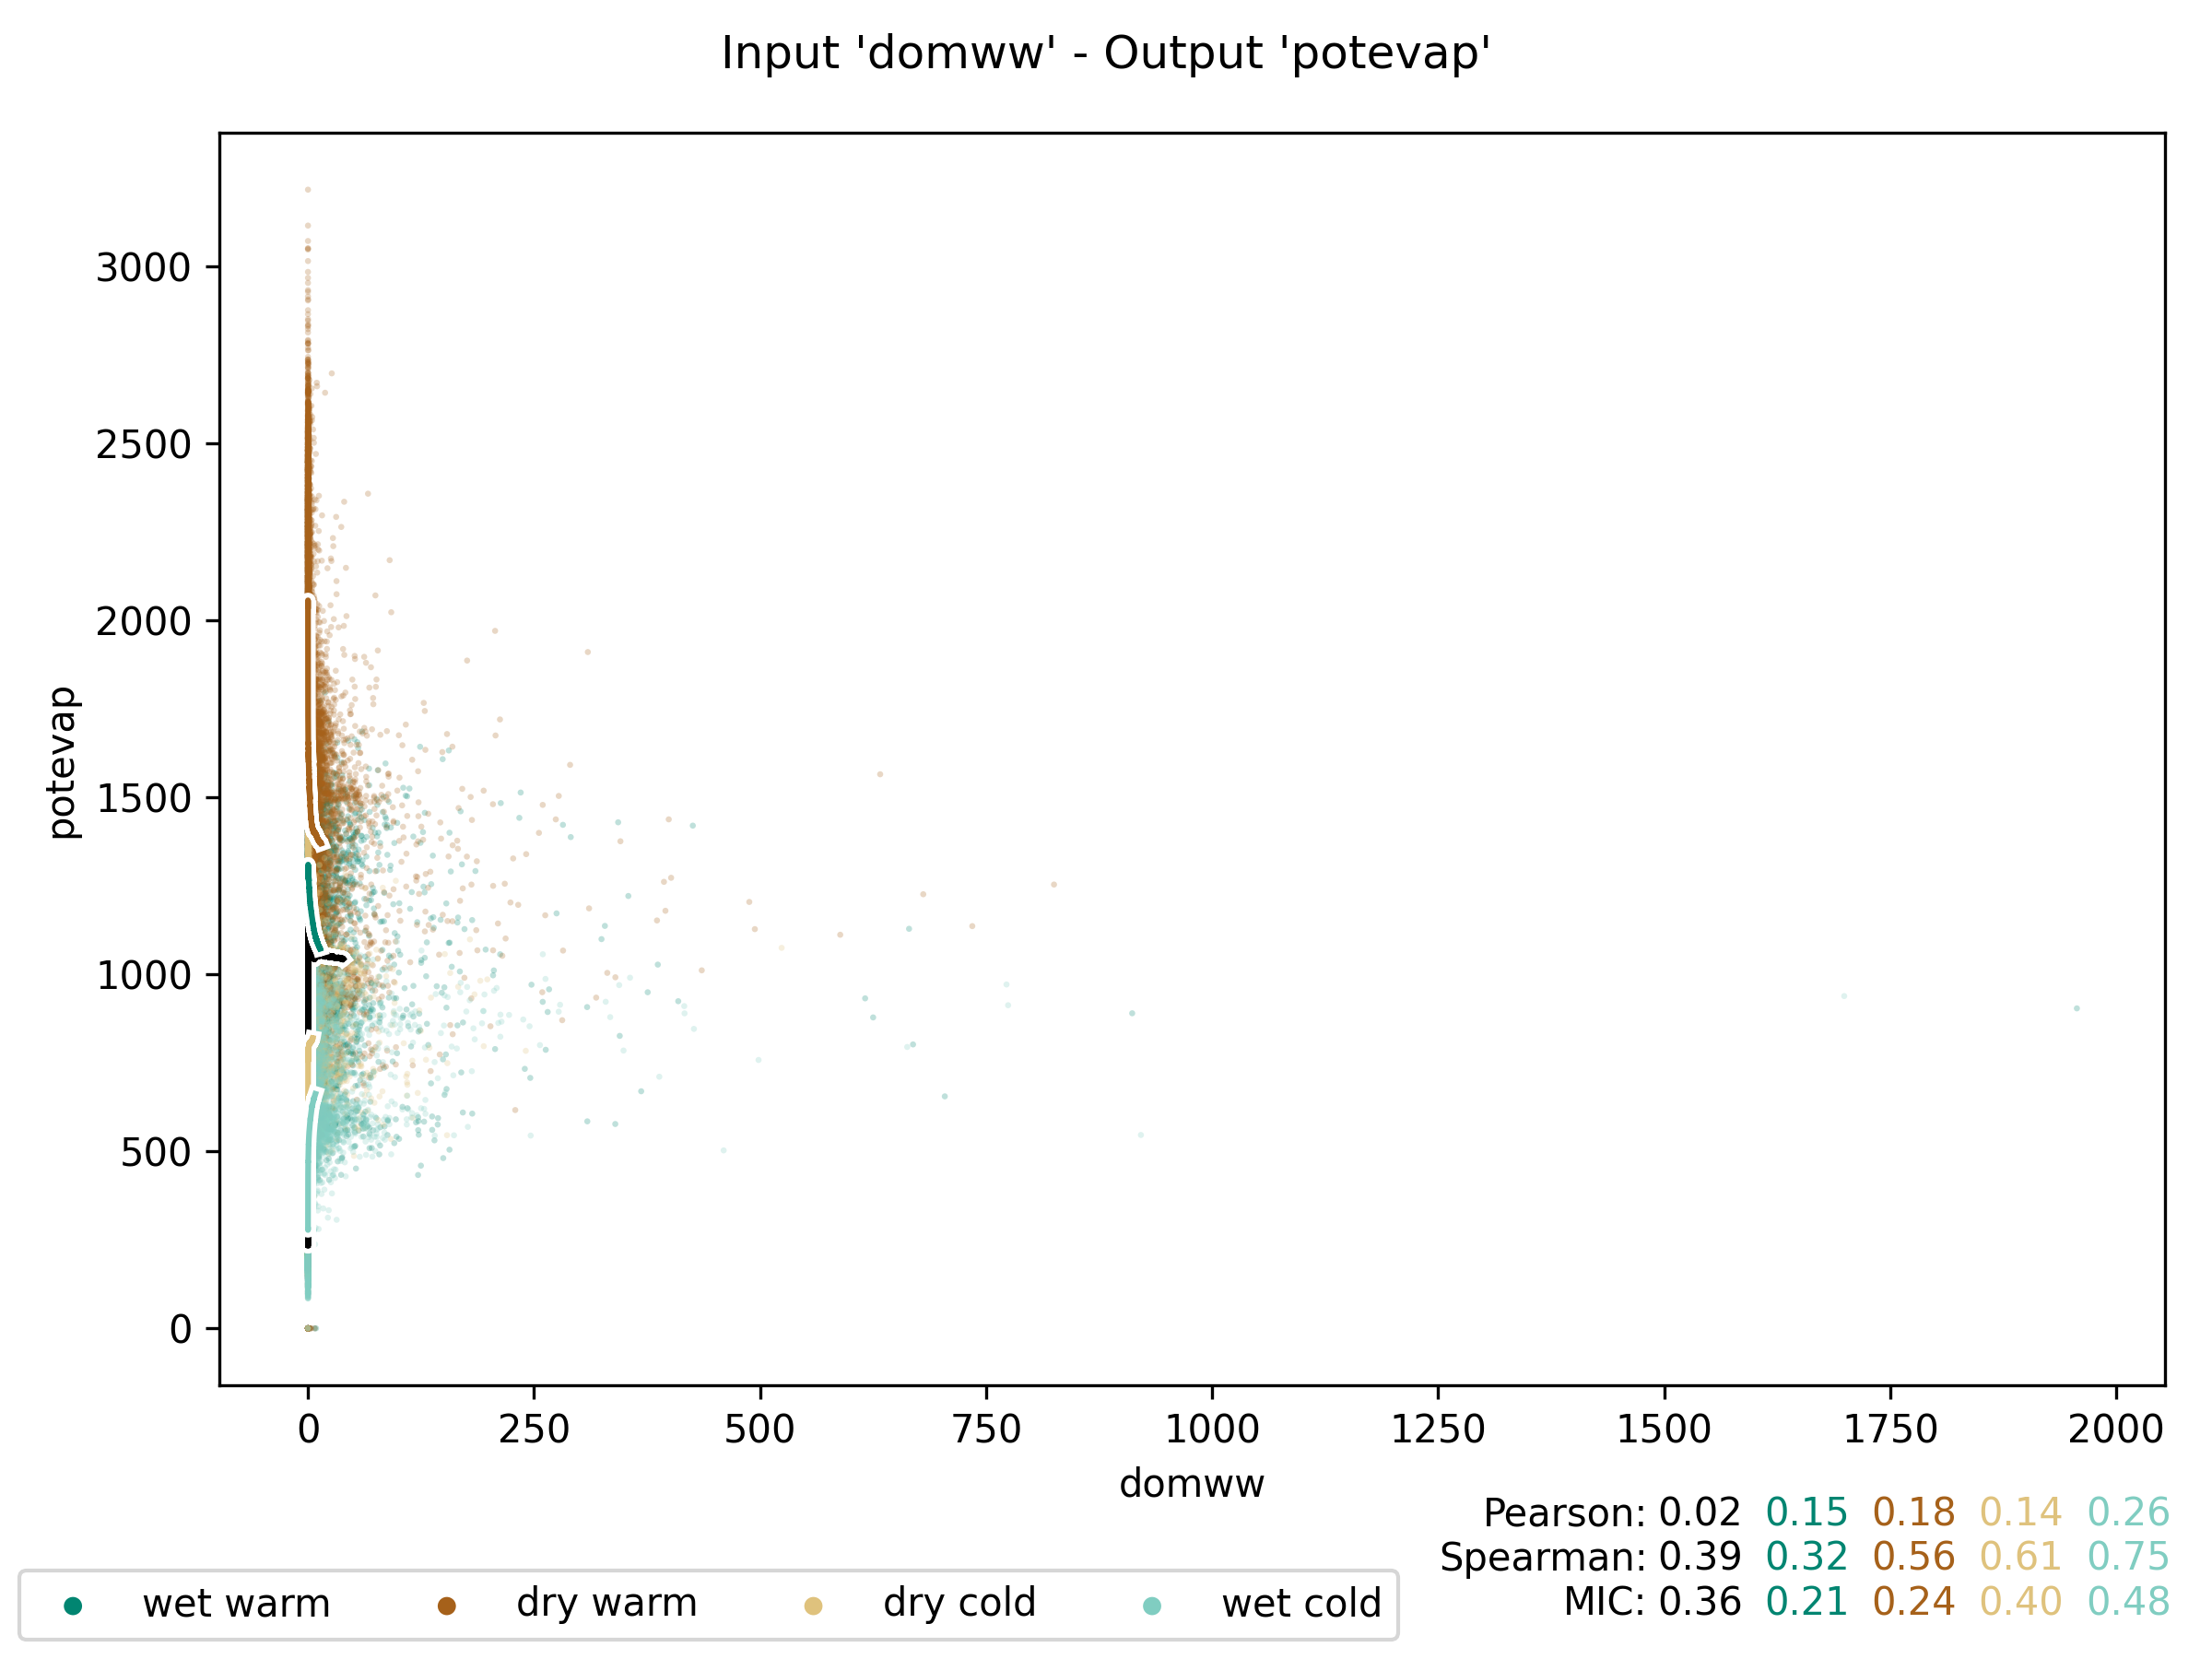 Input 'domww' - Output 'potevap'
3000
2500
2000
1500
1000
500
0
potevap
0 250 500 750 1000 1250 1500 1750 2000
domww
Pearson: 0.02 0.15 0.18 0.14 0.26
Spearman: 0.39 0.32 0.56 0.61 0.75
MIC: 0.36 0.21 0.24 0.40 0.48
wet warm dry warm dry cold wet cold